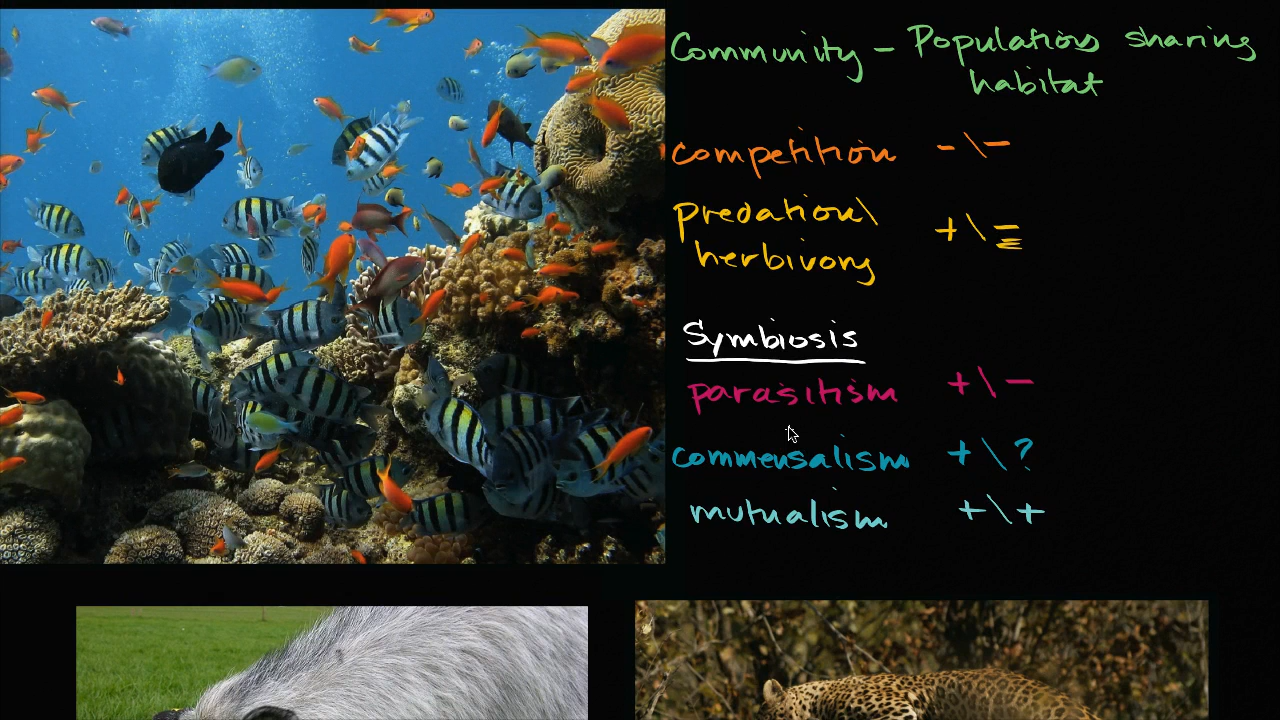 Community - Populations sharing
habitat
competition - \ -
predation \
herbivory + \ -
Symbiosis
parasitism + \ -
commensalism + \ ?
mutualism + \ +